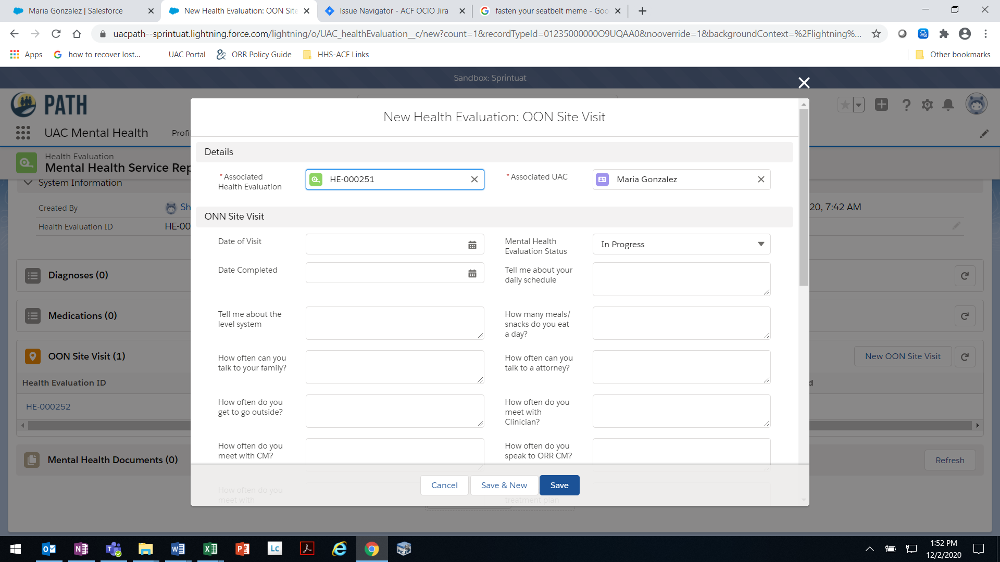 Maria Gonzalez | Salesforce
New Health Evaluation: OON Site
Issue Navigator - ACF OCIO Jira
fasten your seatbelt meme - Goo
uacpath--sprintuat.lightning.force.com/lightning/o/UAC_healthEvaluation__c/new?count=1&recordTypeId=01235000000O9UQAA0&nooverride=1&backgroundContext=%2Flightning%...
Apps
how to recover lost...
UAC Portal
ORR Policy Guide
HHS-ACF Links
Other bookmarks
Sandbox: Sprintuat
PATH
UAC Mental Health
Profi
Health Evaluation
Mental Health Service Rep
System Information
Created By
Sh
20, 7:42 AM
Health Evaluation ID
HE-00
Diagnoses (0)
Medications (0)
OON Site Visit (1)
New OON Site Visit
Health Evaluation ID
d
HE-000252
Mental Health Documents (0)
Refresh
New Health Evaluation: OON Site Visit
Details
*Associated
Health Evaluation
HE-000251
*Associated UAC
Maria Gonzalez
ONN Site Visit
Date of Visit
Mental Health
Evaluation Status
In Progress
Date Completed
Tell me about your
daily schedule
Tell me about the
level system
How many meals/
snacks do you eat
a day?
How often can you
talk to your family?
How often can you
talk to a attorney?
How often do you
get to go outside?
How often do you
meet with
Clinician?
How often do you
meet with CM?
How often do you
speak to ORR CM?
How often do you
meet with
treatment plan
Cancel
Save & New
Save
Lc
1:52 PM
12/2/2020